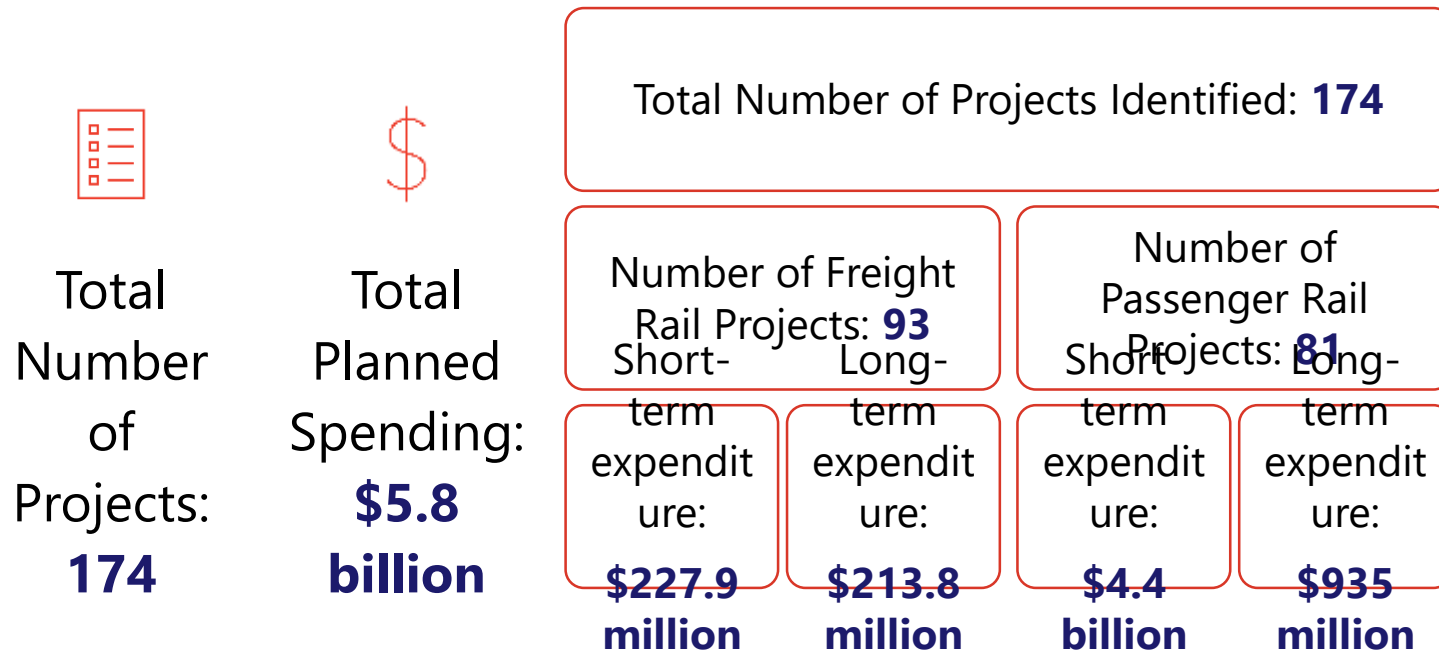 Total
Number
of
Projects:
174
Total
Planned
Spending:
$5.8
billion
Total Number of Projects Identified: 174
Number of Freight
Rail Projects: 93
Short-
term
expendit
ure:
$227.9
million
Long-
term
expendit
ure:
$213.8
million
Number of
Passenger Rail
Projects: 81
Short-
term
expendit
ure:
$4.4
billion
Long-
term
expendit
ure:
$935
million